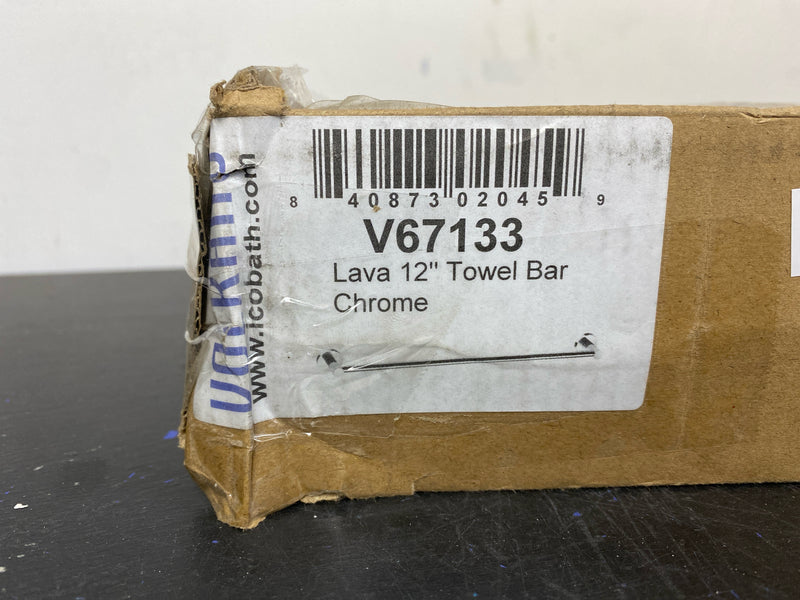 8 40873 02045 9
V67133
Lava 12" Towel Bar
Chrome
www.icobath.com